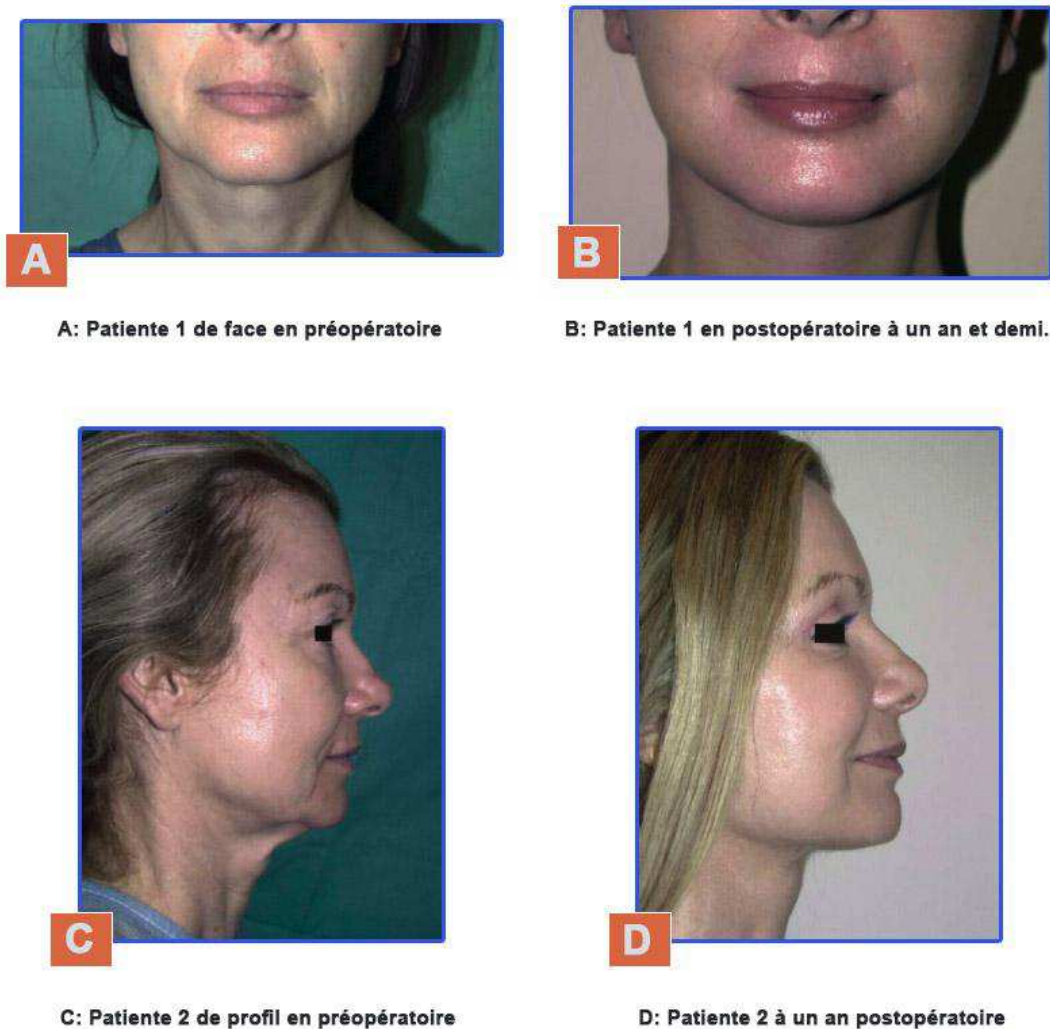 A
B
A: Patiente 1 de face en préopératoire
B: Patiente 1 en postopératoire à un an et demi.
C
D
C: Patiente 2 de profil en préopératoire
D: Patiente 2 à un an postopératoire